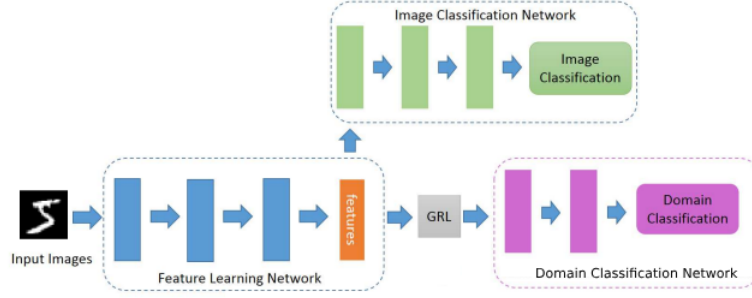 Image Classification Network
Image
Classification
features
GRL
Domain
Classification
Input Images
Feature Learning Network
Domain Classification Network